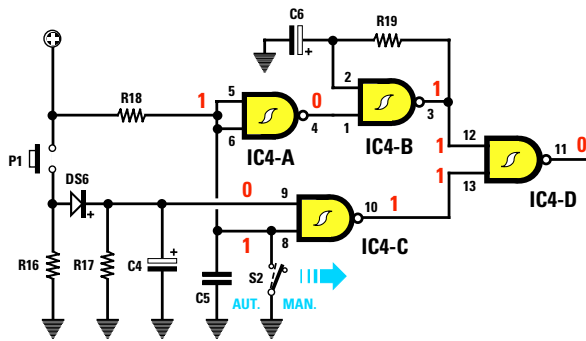 C6
R19
+
R18
1
5
6
IC4-A
0
4
2
1
IC4-B
1
3
P1
DS6
+
0
9
8
1
IC4-C
10
1
1
12
1
13
11
0
IC4-D
R16
R17
C4
+
C5
S2
AUT.
MAN.